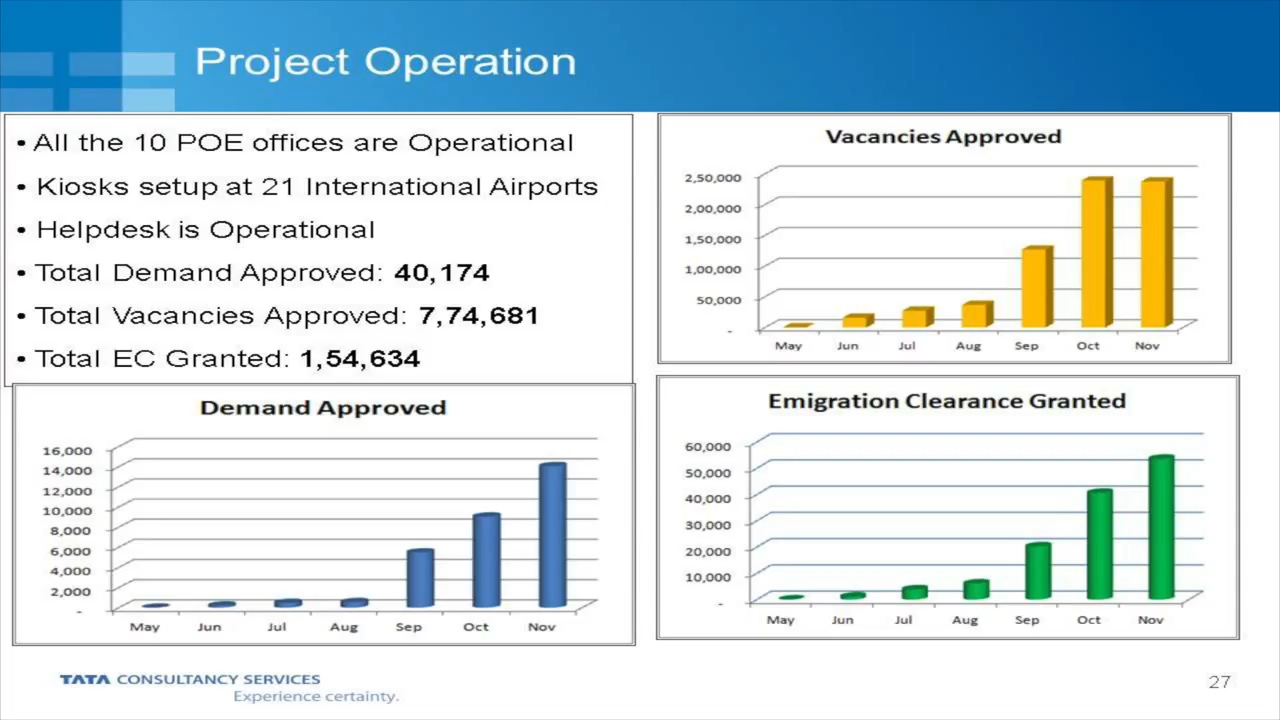 Project Operation
• All the 10 POE offices are Operational
• Kiosks setup at 21 International Airports
• Helpdesk is Operational
• Total Demand Approved: 40,174
• Total Vacancies Approved: 7,74,681
• Total EC Granted: 1,54,634
Vacancies Approved
2,50,000
2,00,000
1,50,000
1,00,000
50,000
-
May Jun Jul Aug Sep Oct Nov
Demand Approved
16,000
14,000
12,000
10,000
8,000
6,000
4,000
2,000
-
May Jun Jul Aug Sep Oct Nov
Emigration Clearance Granted
60,000
50,000
40,000
30,000
20,000
10,000
-
May Jun Jul Aug Sep Oct Nov
TATA CONSULTANCY SERVICES
Experience certainty.
27